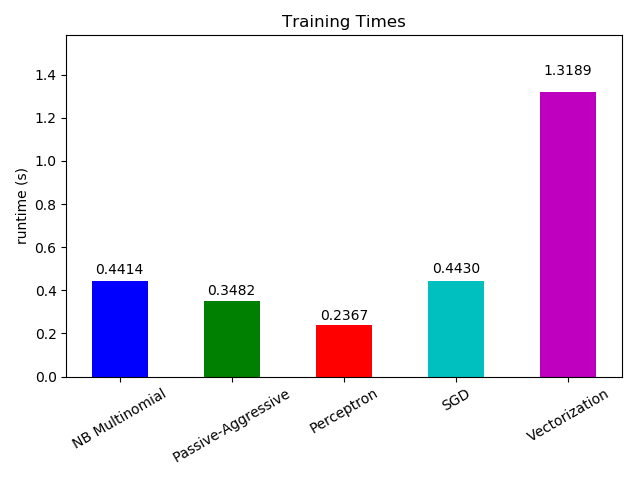 Training Times
runtime (s)
1.4
1.2
1.0
0.8
0.6
0.4
0.2
0.0
0.4414
0.3482
0.2367
0.4430
1.3189
NB Multinomial
Passive-Aggressive
Perceptron
SGD
Vectorization